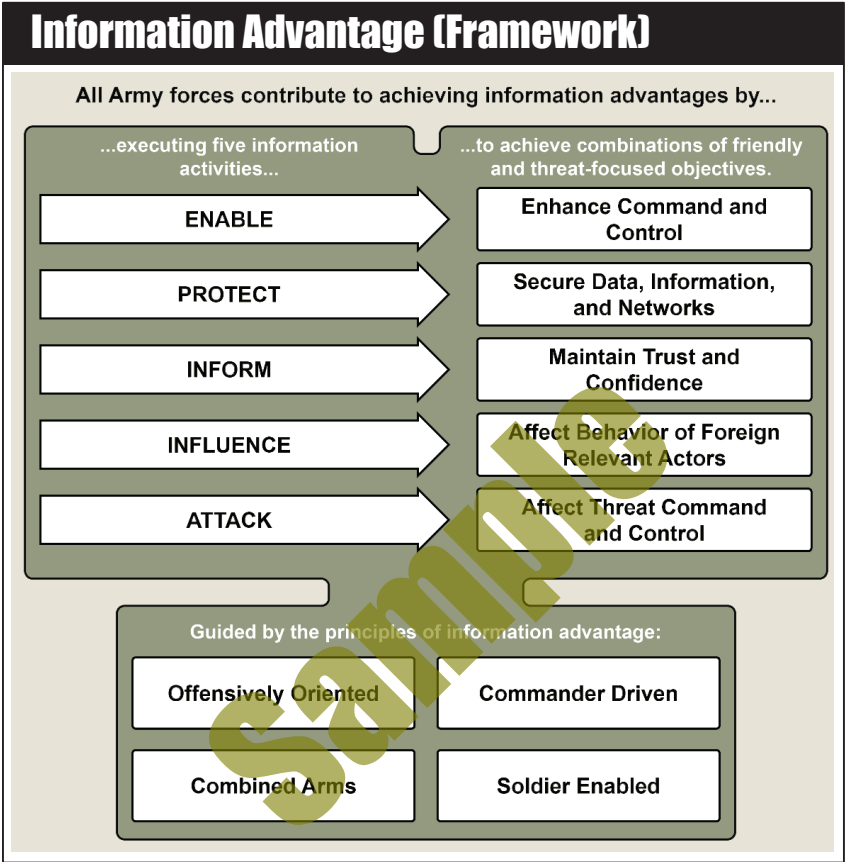 Information Advantage (Framework)
All Army forces contribute to achieving information advantages by...
...executing five information
activities...
...to achieve combinations of friendly
and threat-focused objectives.
ENABLE
Enhance Command and
Control
PROTECT
Secure Data, Information,
and Networks
INFORM
Maintain Trust and
Confidence
INFLUENCE
Affect Behavior of Foreign
Relevant Actors
ATTACK
Affect Threat Command
and Control
Guided by the principles of information advantage:
Offensively Oriented
Commander Driven
Combined Arms
Soldier Enabled
Sample